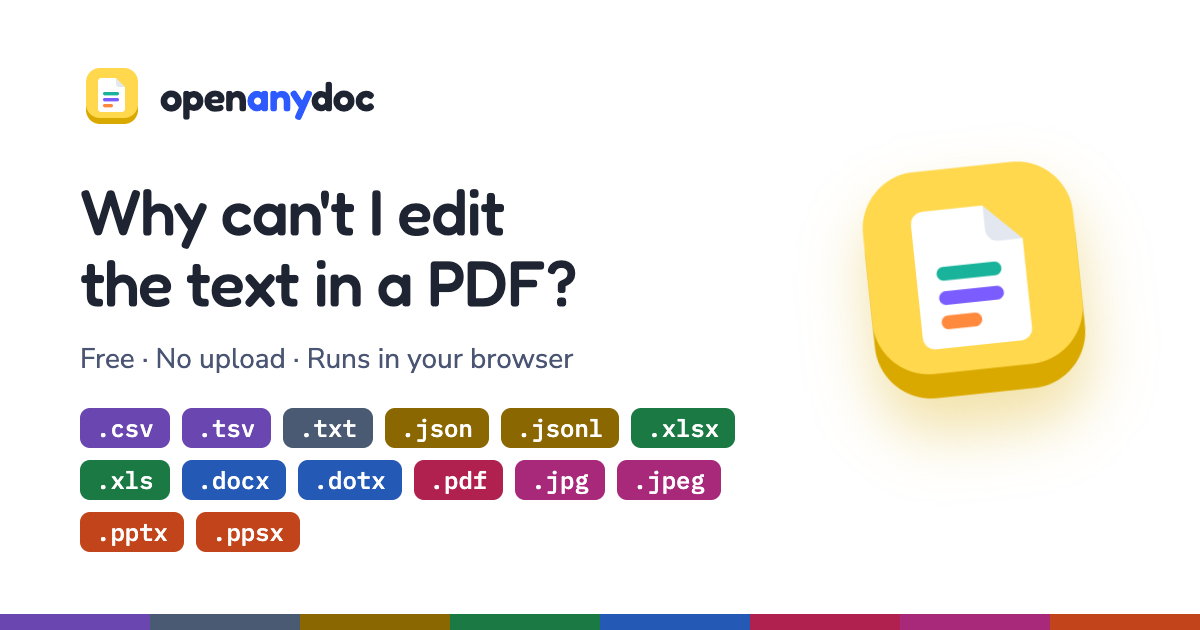 openanydoc
Why can't I edit
the text in a PDF?
Free · No upload · Runs in your browser
.csv .tsv .txt .json .jsonl .xlsx
.xls .docx .dotx .pdf .jpg .jpeg
.pptx .ppsx